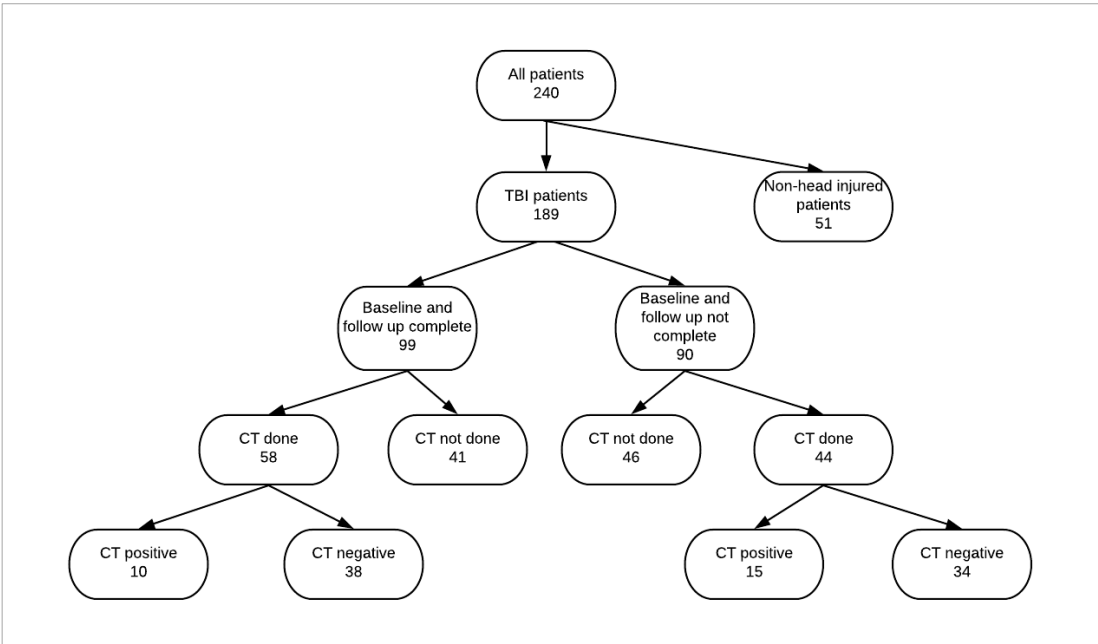 All patients
240
TBI patients
189
Non-head injured
patients
51
Baseline and
follow up complete
99
Baseline and
follow up not
complete
90
CT done
58
CT not done
41
CT not done
46
CT done
44
CT positive
10
CT negative
38
CT positive
15
CT negative
34